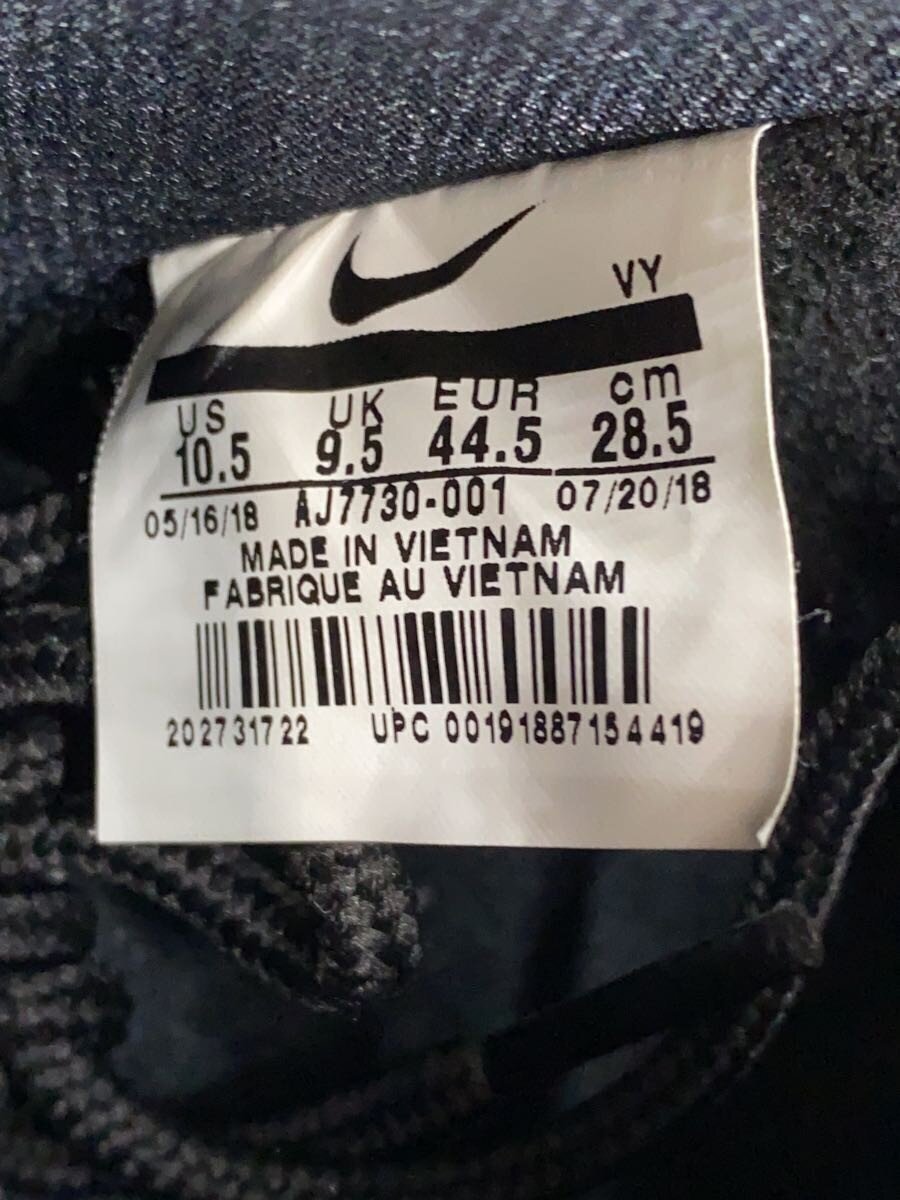 VY
US UK EUR cm
10.5 9.5 44.5 28.5
05/16/18 AJ7730-001 07/20/18
MADE IN VIETNAM
FABRIQUE AU VIETNAM
202731722 UPC 00191887154419